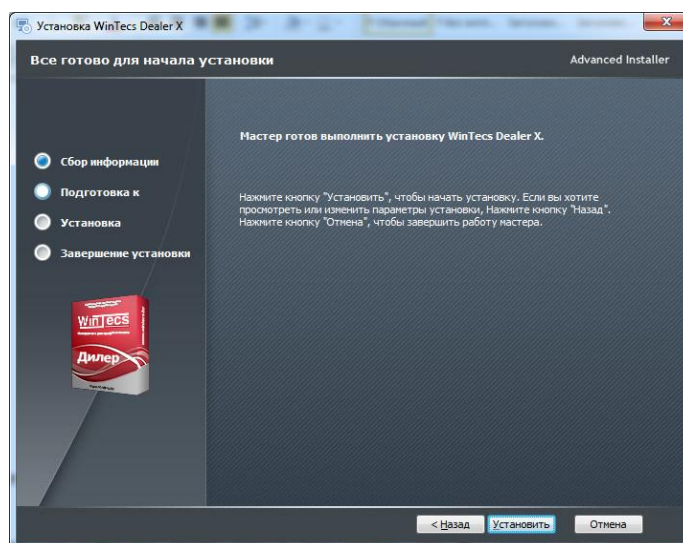 Установка WinTecs Dealer X
Все готово для начала установки
Advanced Installer
Мастер готов выполнить установку WinTecs Dealer X.
Сбор информации
Подготовка к
Установка
Завершение установки
Нажмите кнопку "Установить", чтобы начать установку. Если вы хотите
просмотреть или изменить параметры установки, Нажмите кнопку "Назад".
Нажмите кнопку "Отмена", чтобы завершить работу мастера.
WinTecs
Дилер
< Назад
Установить
Отмена